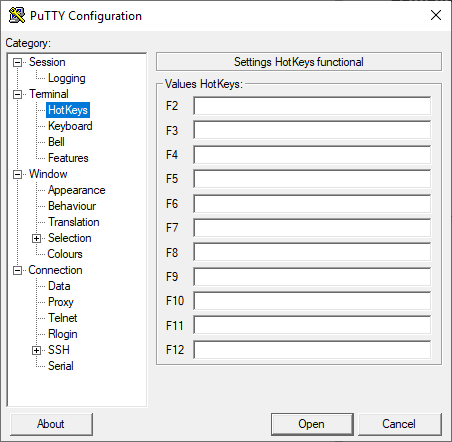 PuTTY Configuration
Category:
Session
Logging
Terminal
HotKeys
Keyboard
Bell
Features
Window
Appearance
Behaviour
Translation
Selection
Colours
Connection
Data
Proxy
Telnet
Rlogin
SSH
Serial
Settings HotKeys functional
Values HotKeys:
F2
F3
F4
F5
F6
F7
F8
F9
F10
F11
F12
About
Open
Cancel